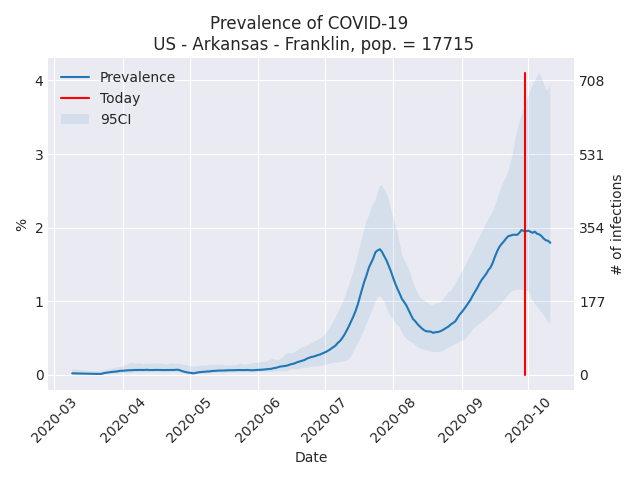 Prevalence of COVID-19
US - Arkansas - Franklin, pop. = 17715
Prevalence
Today
95CI
4
3
2
1
0
%
708
531
354
177
0
# of infections
2020-03
2020-04
2020-05
2020-06
2020-07
2020-08
2020-09
2020-10
Date